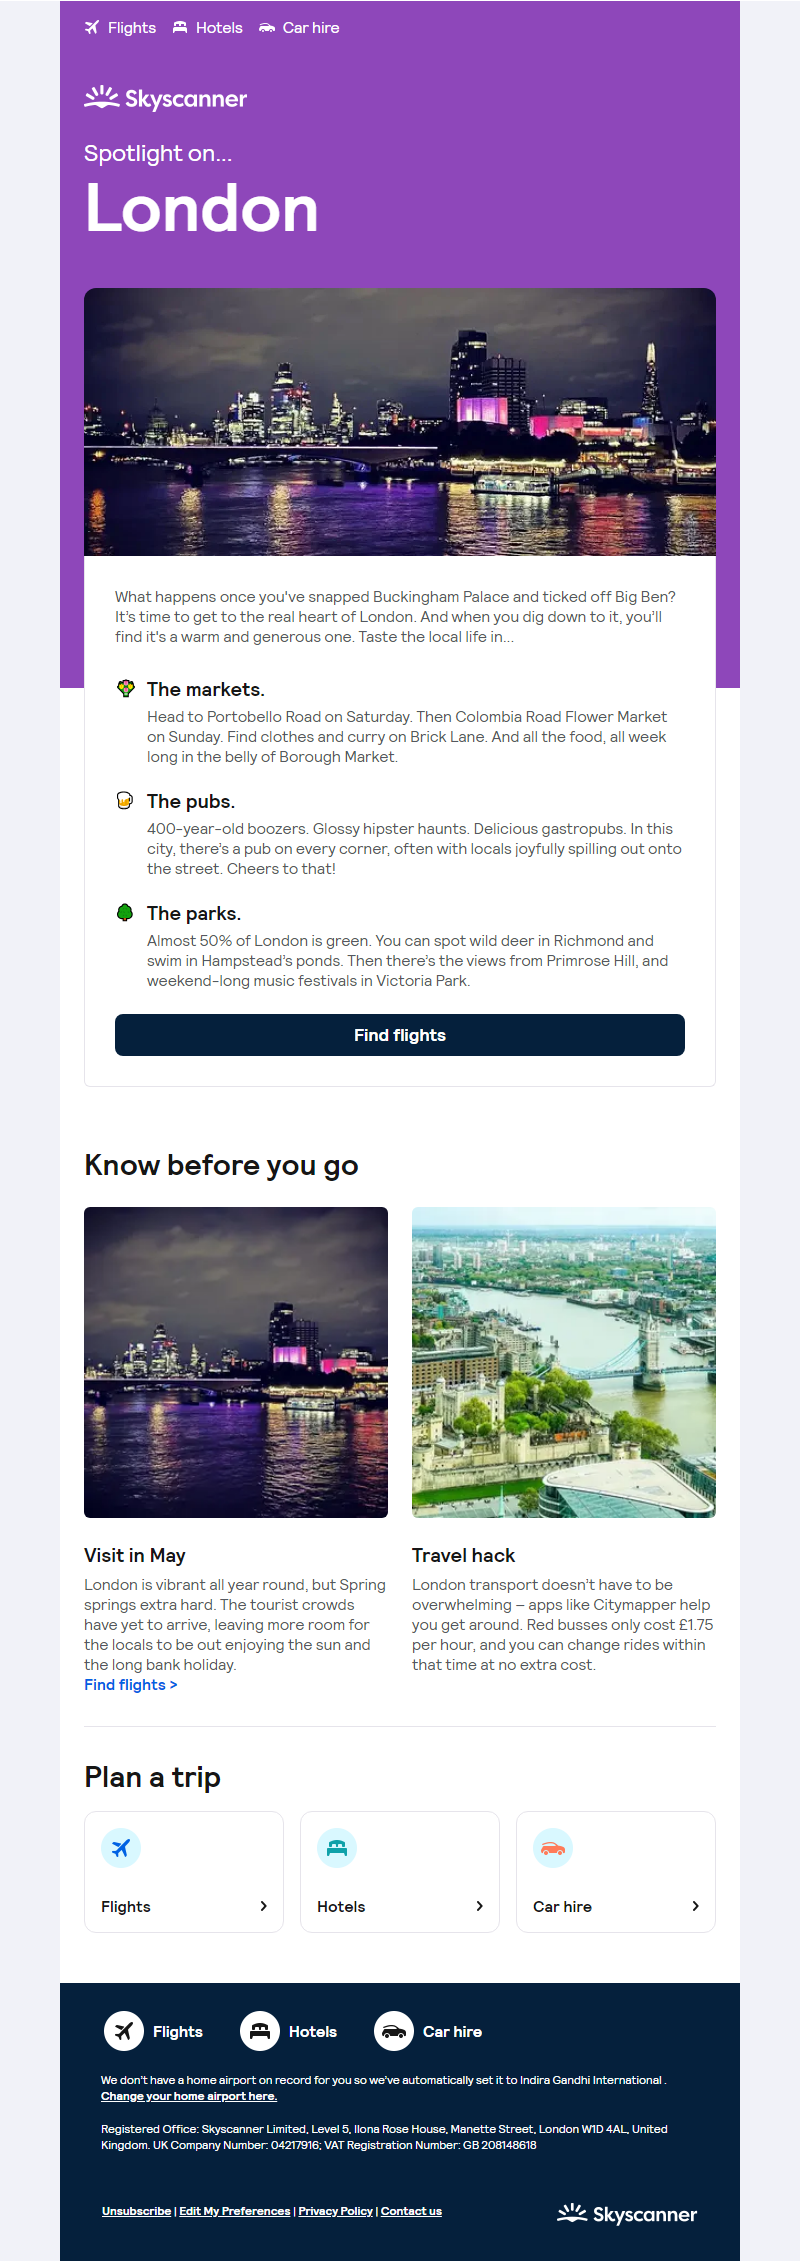 Flights Hotels Car hire
Skyscanner
Spotlight on...
London
What happens once you've snapped Buckingham Palace and ticked off Big Ben?
It's time to get to the real heart of London. And when you dig down to it, you'll
find it's a warm and generous one. Taste the local life in...
The markets.
Head to Portobello Road on Saturday. Then Colombia Road Flower Market
on Sunday. Find clothes and curry on Brick Lane. And all the food, all week
long in the belly of Borough Market.
The pubs.
400-year-old boozers. Glossy hipster haunts. Delicious gastropubs. In this
city, there's a pub on every corner, often with locals joyfully spilling out onto
the street. Cheers to that!
The parks.
Almost 50% of London is green. You can spot wild deer in Richmond and
swim in Hampstead's ponds. Then there's the views from Primrose Hill, and
weekend-long music festivals in Victoria Park.
Find flights
Know before you go
Visit in May
London is vibrant all year round, but Spring
springs extra hard. The tourist crowds
have yet to arrive, leaving more room for
the locals to be out enjoying the sun and
the long bank holiday.
Find flights >
Travel hack
London transport doesn't have to be
overwhelming – apps like Citymapper help
you get around. Red busses only cost £1.75
per hour, and you can change rides within
that time at no extra cost.
Plan a trip
Flights
Hotels
Car hire
Flights Hotels Car hire
We don't have a home airport on record for you so we've automatically set it to Indira Gandhi International .
Change your home airport here.
Registered Office: Skyscanner Limited, Level 5, Ilona Rose House, Manette Street, London W1D 4AL, United
Kingdom. UK Company Number: 04217916; VAT Registration Number: GB 208148618
Unsubscribe | Edit My Preferences | Privacy Policy | Contact us
Skyscanner